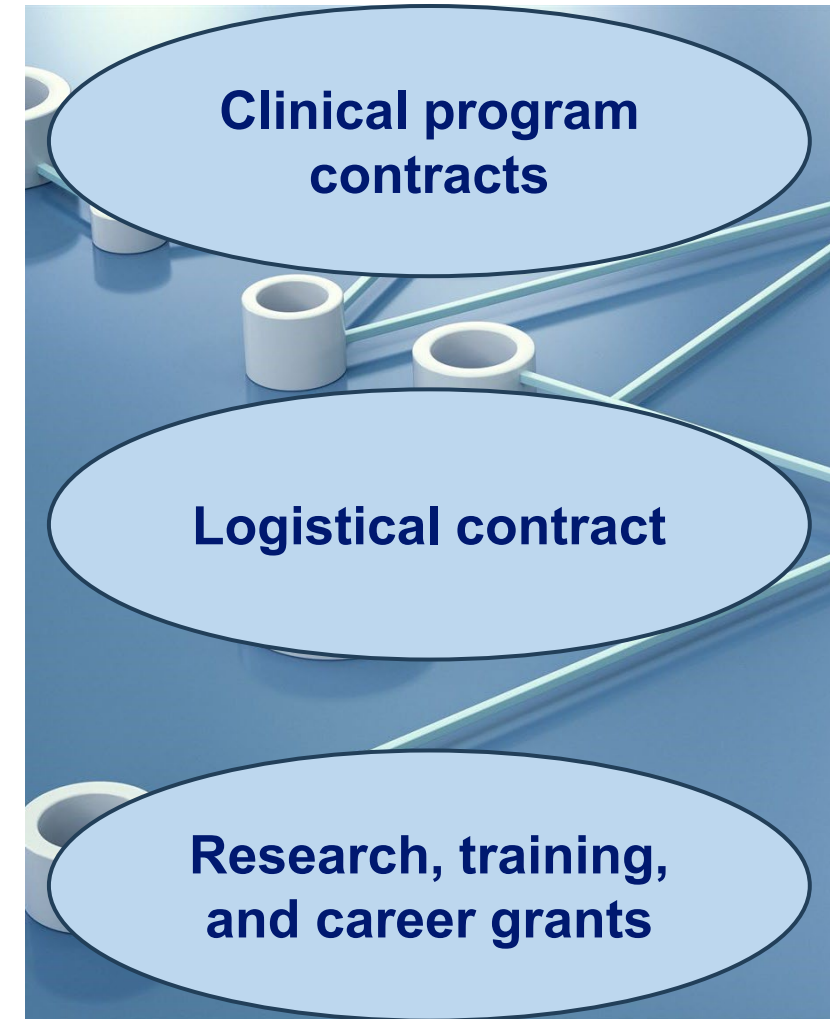 Clinical program
contracts
Logistical contract
Research, training,
and career grants